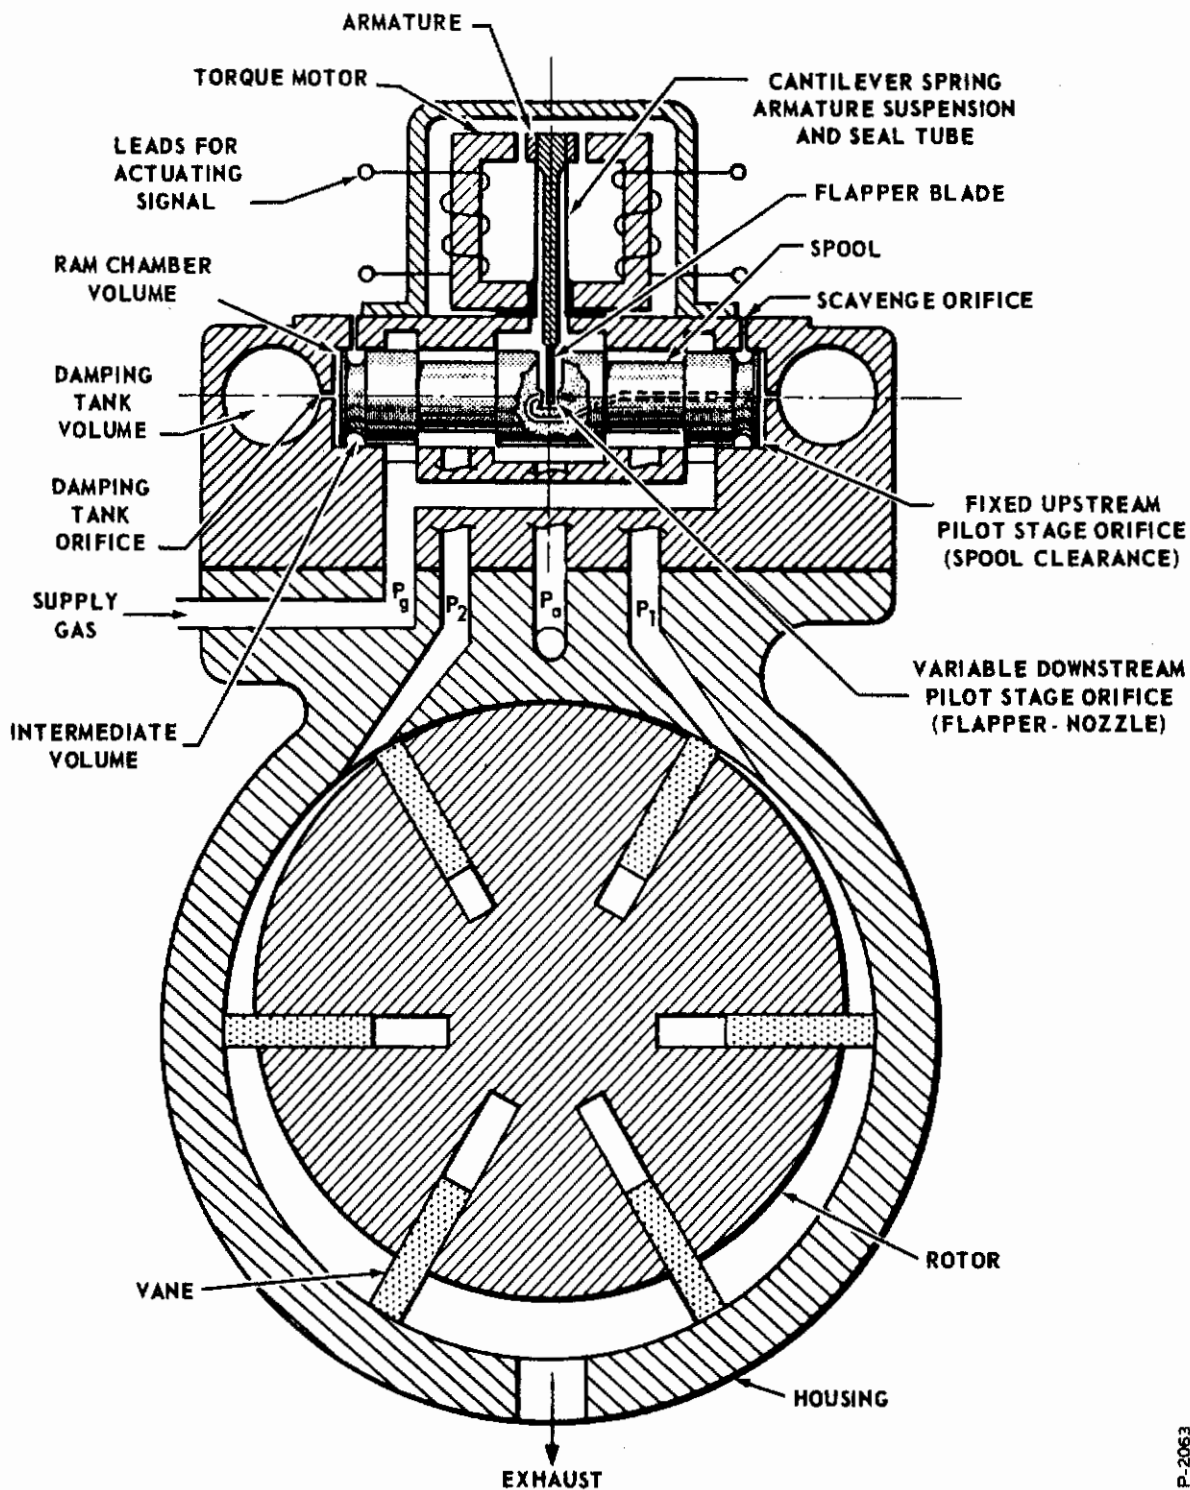 ARMATURE
TORQUE MOTOR
CANTILEVER SPRING
ARMATURE SUSPENSION
AND SEAL TUBE
LEADS FOR
ACTUATING
SIGNAL
FLAPPER BLADE
SPOOL
RAM CHAMBER
VOLUME
SCAVENGE ORIFICE
DAMPING
TANK
VOLUME
DAMPING
TANK
ORIFICE
FIXED UPSTREAM
PILOT STAGE ORIFICE
(SPOOL CLEARANCE)
SUPPLY
GAS
Pg
P2
Pa
P1
VARIABLE DOWNSTREAM
PILOT STAGE ORIFICE
(FLAPPER - NOZZLE)
INTERMEDIATE
VOLUME
VANE
ROTOR
HOUSING
EXHAUST
P-2063